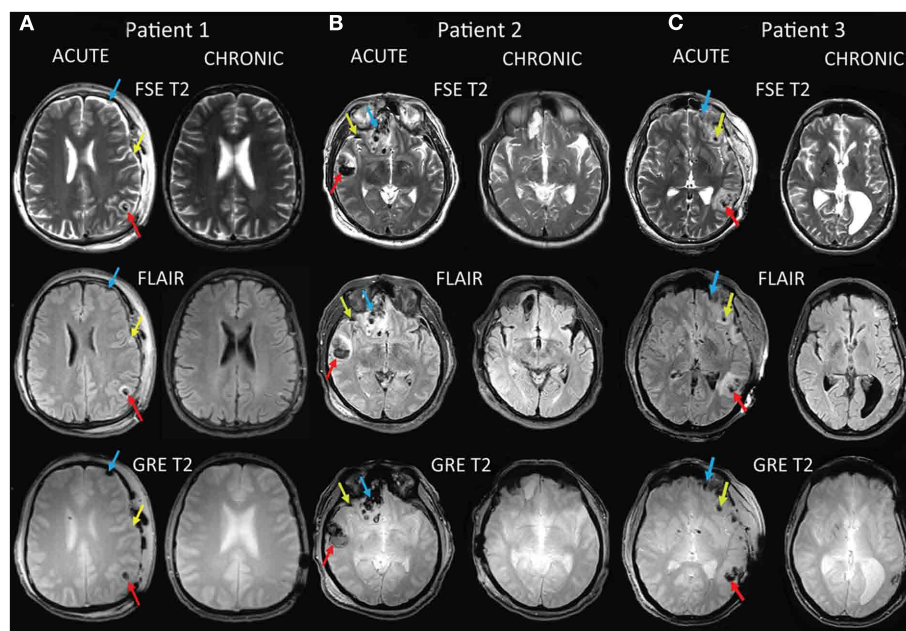 A Patient 1 B Patient 2 C Patient 3
ACUTE CHRONIC ACUTE CHRONIC ACUTE CHRONIC
FSE T2 FSE T2 FSE T2
FLAIR FLAIR FLAIR
GRE T2 GRE T2 GRE T2